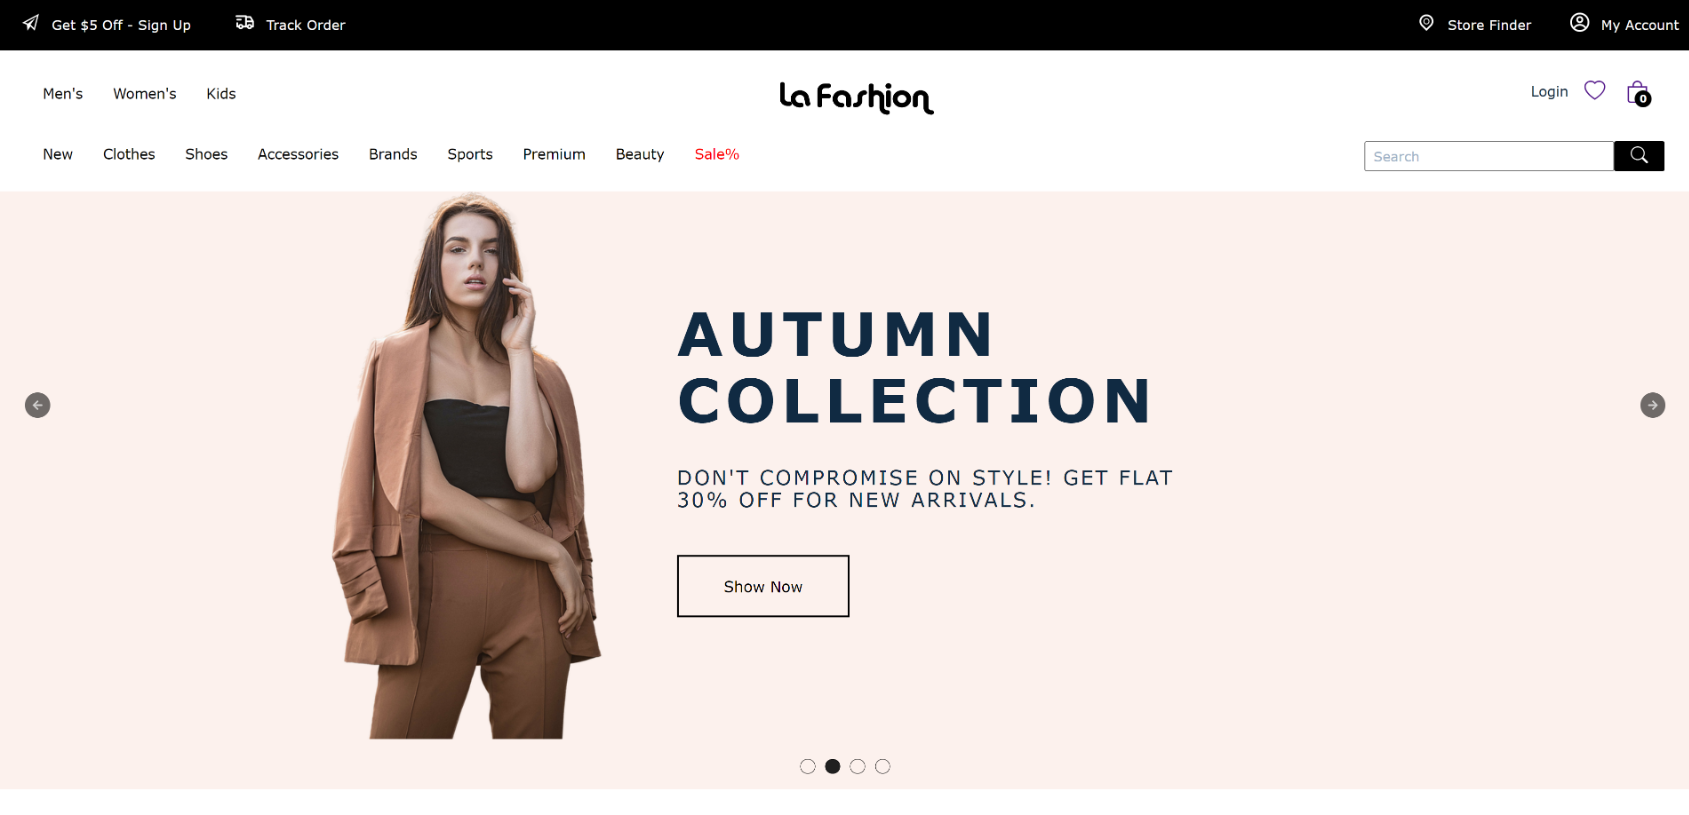 Get $5 Off - Sign Up
Track Order
Store Finder
My Account
Men's
Women's
Kids
La Fashion
Login
0
New
Clothes
Shoes
Accessories
Brands
Sports
Premium
Beauty
Sale%
Search
AUTUMN
COLLECTION
DON'T COMPROMISE ON STYLE! GET FLAT
30% OFF FOR NEW ARRIVALS.
Show Now